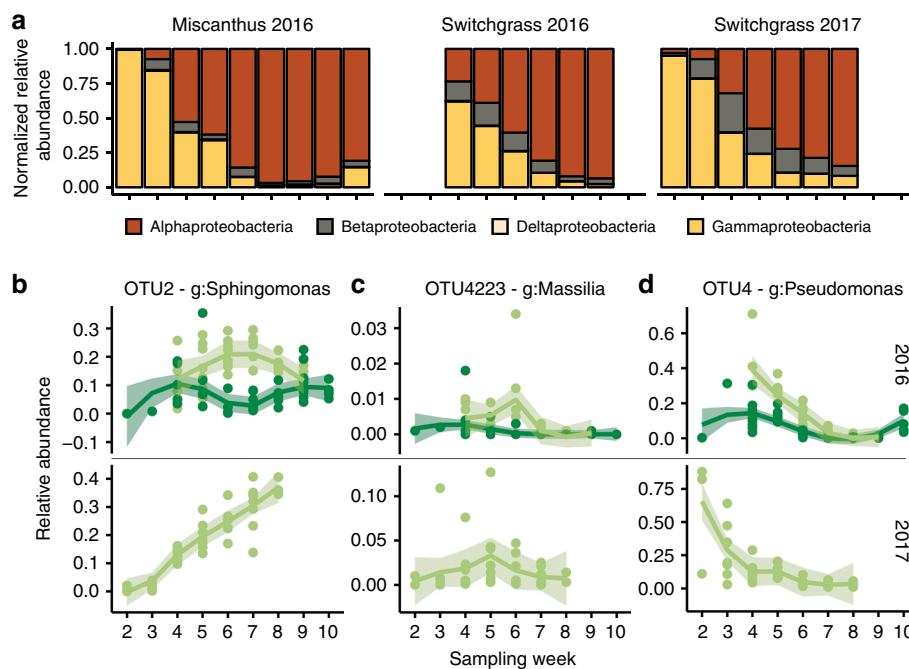 a
Miscanthus 2016
Switchgrass 2016
Switchgrass 2017
Normalized relative
abundance
1.00
0.75
0.50
0.25
0.00
Alphaproteobacteria
Betaproteobacteria
Deltaproteobacteria
Gammaproteobacteria
b
OTU2 - g:Sphingomonas
c
OTU4223 - g:Massilia
d
OTU4 - g:Pseudomonas
Relative abundance
0.3
0.2
0.1
0.0
−0.1
0.03
0.02
0.01
0.00
0.6
0.4
0.2
0.0
2016
0.4
0.3
0.2
0.1
0.0
0.10
0.05
0.00
0.75
0.50
0.25
0.00
2017
2 3 4 5 6 7 8 9 10
2 3 4 5 6 7 8 9 10
2 3 4 5 6 7 8 9 10
Sampling week